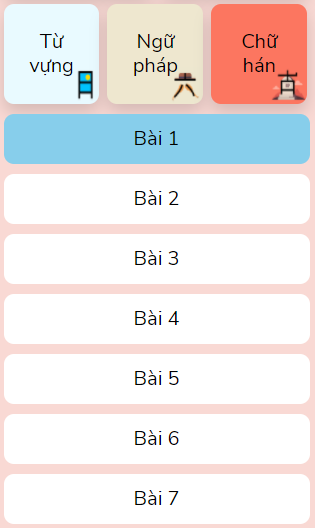 Từ
vựng
Ngữ
pháp
Chữ
hán
Bài 1
Bài 2
Bài 3
Bài 4
Bài 5
Bài 6
Bài 7